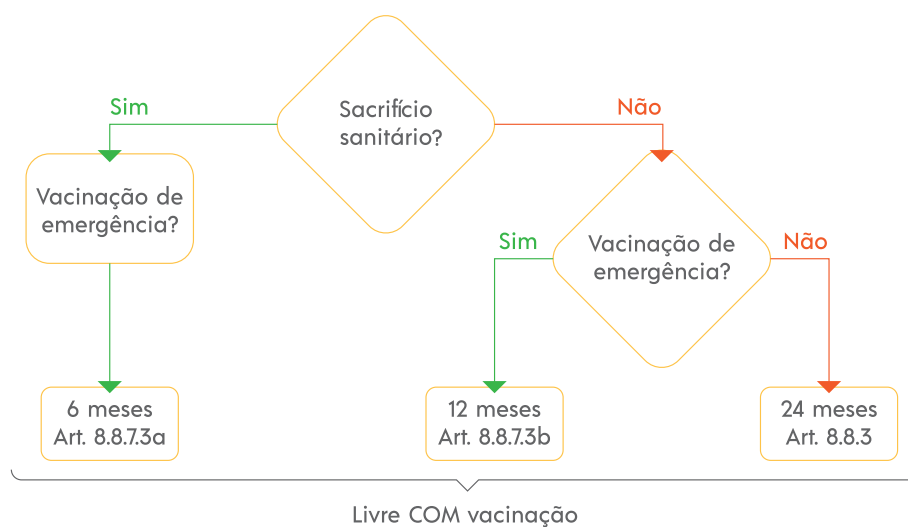 Sacrifício
sanitário?
Sim
Não
Vacinação de
emergência?
Sim
Vacinação de
emergência?
Não
6 meses
Art. 8.8.7.3a
12 meses
Art. 8.8.7.3b
24 meses
Art. 8.8.3
Livre COM vacinação